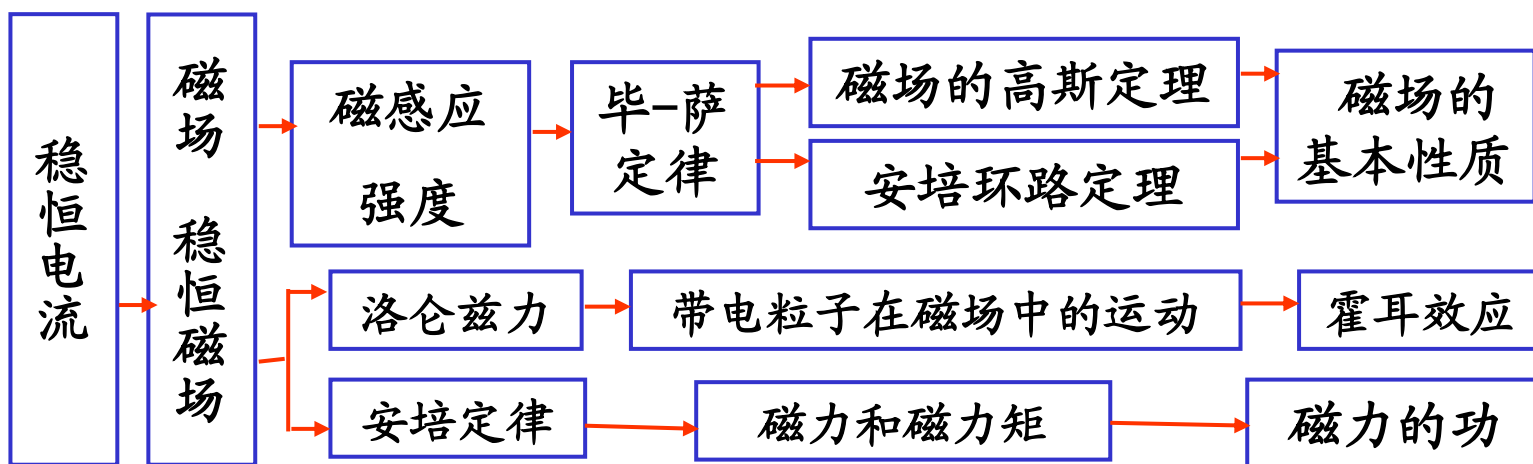 稳恒电流
磁场 稳恒磁场
磁感应
强度
毕-萨
定律
磁场的高斯定理
安培环路定理
磁场的
基本性质
洛仑兹力
带电粒子在磁场中的运动
霍耳效应
安培定律
磁力和磁力矩
磁力的功